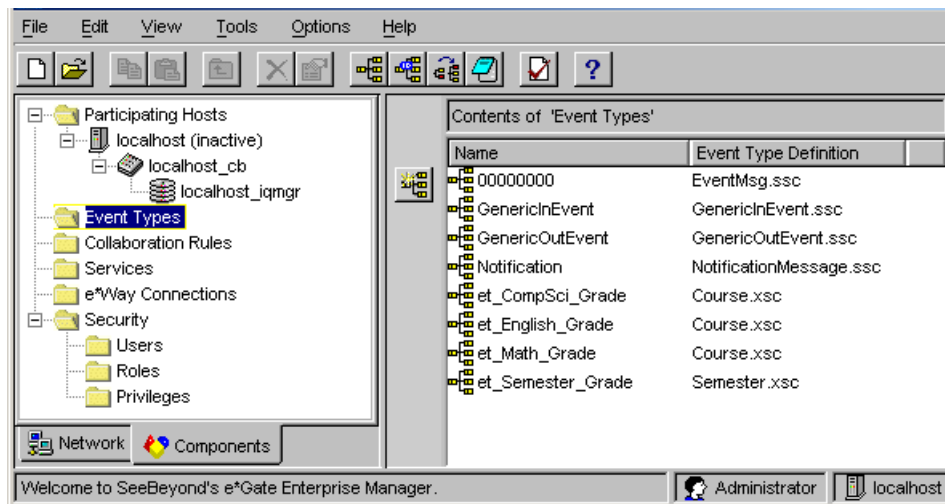 File Edit View Tools Options Help
?
Participating Hosts
localhost (inactive)
localhost_cb
localhost_iqmgr
Event Types
Collaboration Rules
Services
e*Way Connections
Security
Users
Roles
Privileges
Network Components
Contents of 'Event Types'
Name Event Type Definition
00000000 EventMsg.ssc
GenericInEvent GenericInEvent.ssc
GenericOutEvent GenericOutEvent.ssc
Notification NotificationMessage.ssc
et_CompSci_Grade Course.xsc
et_English_Grade Course.xsc
et_Math_Grade Course.xsc
et_Semester_Grade Semester.xsc
Welcome to SeeBeyond's e*Gate Enterprise Manager. Administrator localhost